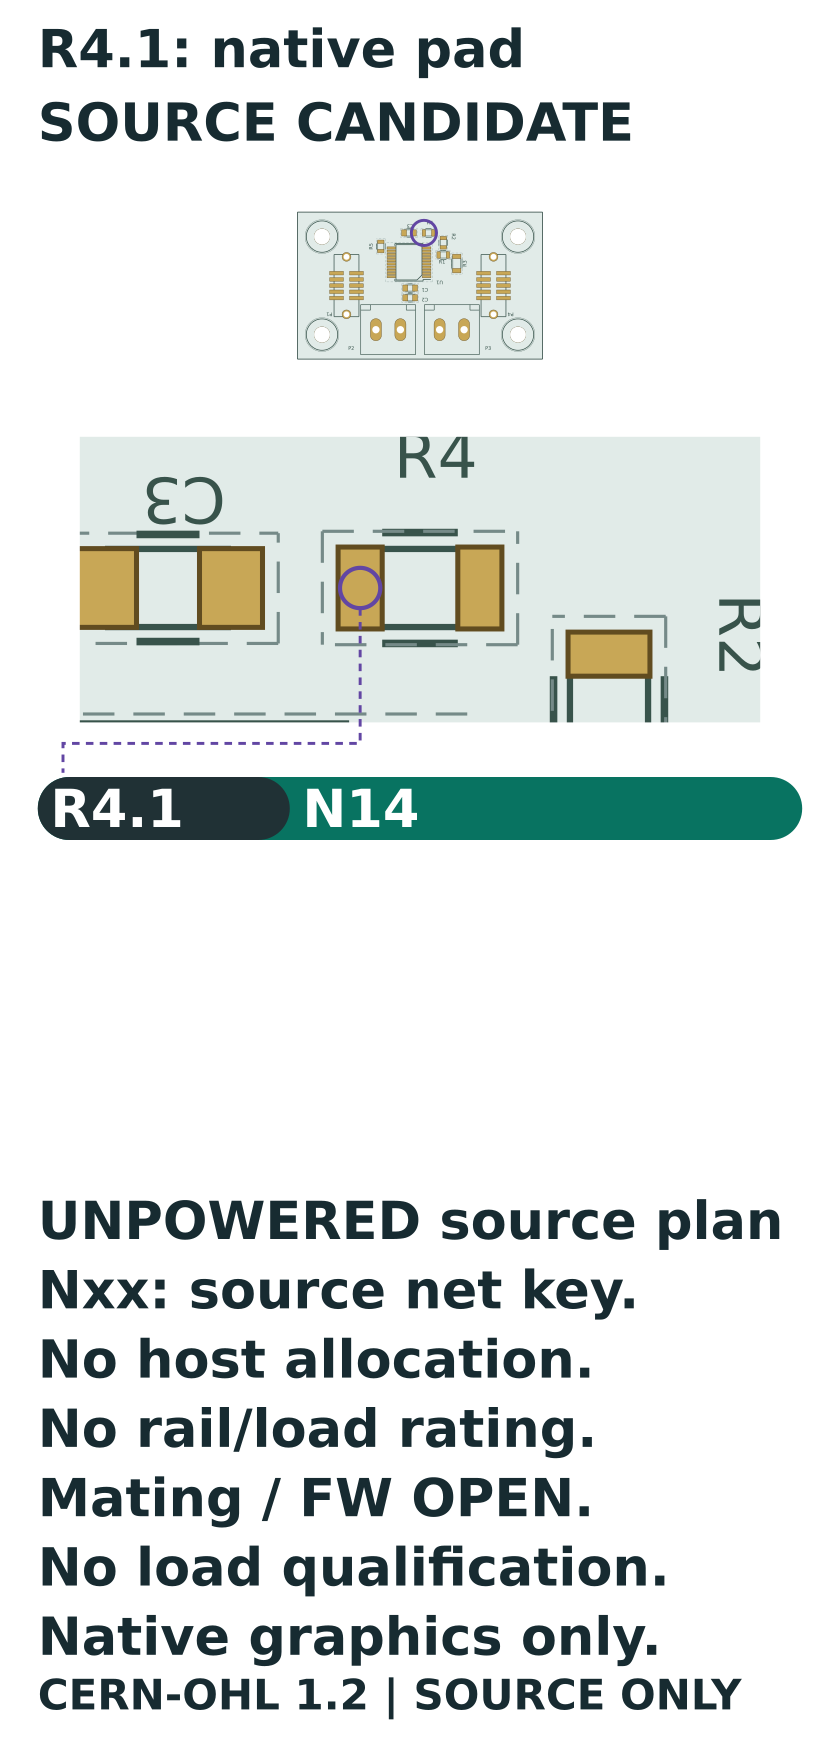 R4.1: native pad
SOURCE CANDIDATE
R4
C3
R2
R4.1 N14
UNPOWERED source plan
Nxx: source net key.
No host allocation.
No rail/load rating.
Mating / FW OPEN.
No load qualification.
Native graphics only.
CERN-OHL 1.2 | SOURCE ONLY